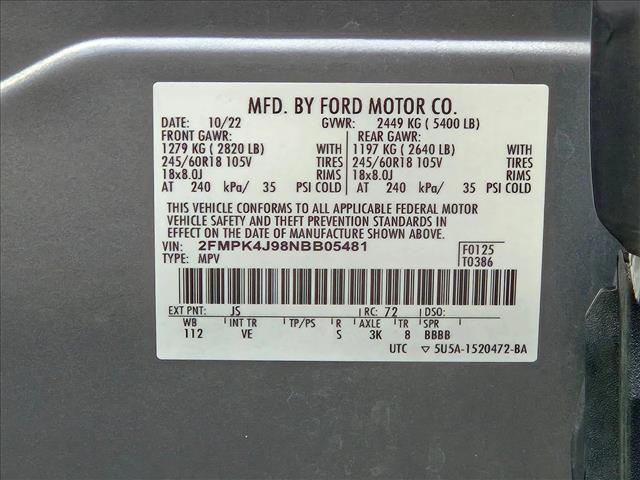 MFD. BY FORD MOTOR CO.
DATE: 10/22 GVWR: 2449 KG ( 5400 LB)
FRONT GAWR: REAR GAWR:
1279 KG ( 2820 LB) WITH 1197 KG ( 2640 LB) WITH
245/60R18 105V TIRES 245/60R18 105V TIRES
18x8.0J RIMS 18x8.0J RIMS
AT 240 kPa/ 35 PSI COLD AT 240 kPa/ 35 PSI COLD
THIS VEHICLE CONFORMS TO ALL APPLICABLE FEDERAL MOTOR
VEHICLE SAFETY AND THEFT PREVENTION STANDARDS IN
EFFECT ON THE DATE OF MANUFACTURE SHOWN ABOVE.
VIN: 2FMPK4J98NBB05481 F0125
TYPE: MPV T0386
EXT PNT: JS RC: 72 DSO:
WB INT TR TP/PS R AXLE TR SPR
112 VE S 3K 8 BBBB
UTC ▽ 5U5A-1520472-BA